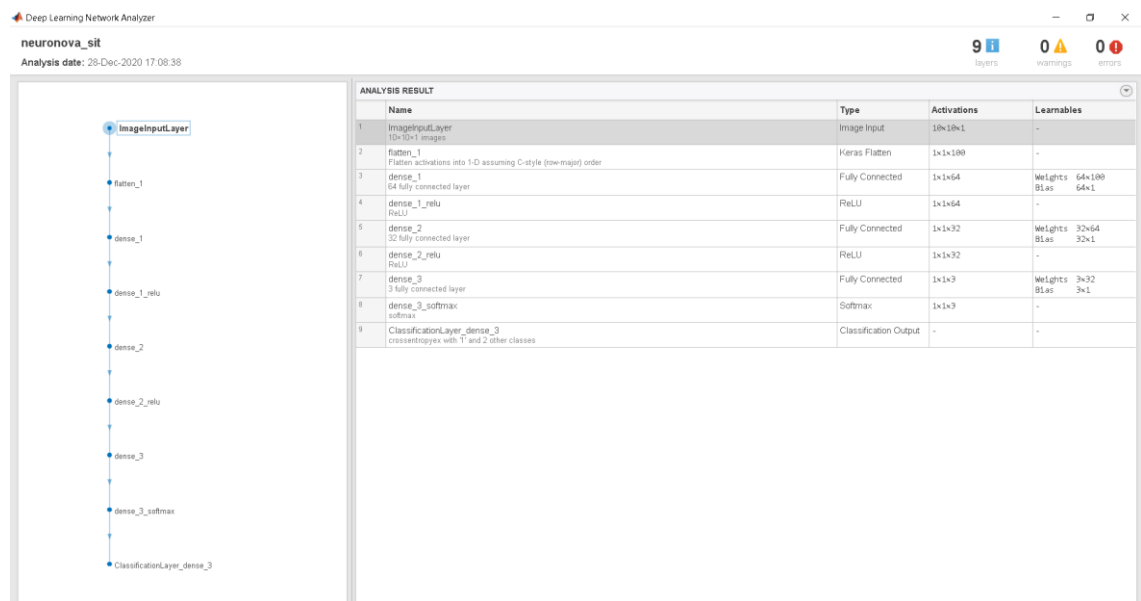 Deep Learning Network Analyzer
neuronova_sit
Analysis date: 28-Dec-2020 17:08:38
9 i
layers
0
warnings
0
errors
ImageInputLayer
flatten_1
dense_1
dense_1_relu
dense_2
dense_2_relu
dense_3
dense_3_softmax
ClassificationLayer_dense_3
ANALYSIS RESULT
Name Type Activations Learnables
1 ImageInputLayer Image Input 10×10×1 -
10×10×1 images
2 flatten_1 Keras Flatten 1×1×100 -
Flatten activations into 1-D assuming C-style (row-major) order
3 dense_1 Fully Connected 1×1×64 Weights 64×100
64 fully connected layer Bias 64×1
4 dense_1_relu ReLU 1×1×64 -
ReLU
5 dense_2 Fully Connected 1×1×32 Weights 32×64
32 fully connected layer Bias 32×1
6 dense_2_relu ReLU 1×1×32 -
ReLU
7 dense_3 Fully Connected 1×1×3 Weights 3×32
3 fully connected layer Bias 3×1
8 dense_3_softmax Softmax 1×1×3 -
softmax
9 ClassificationLayer_dense_3 Classification Output - -
crossentropyex with '1' and 2 other classes